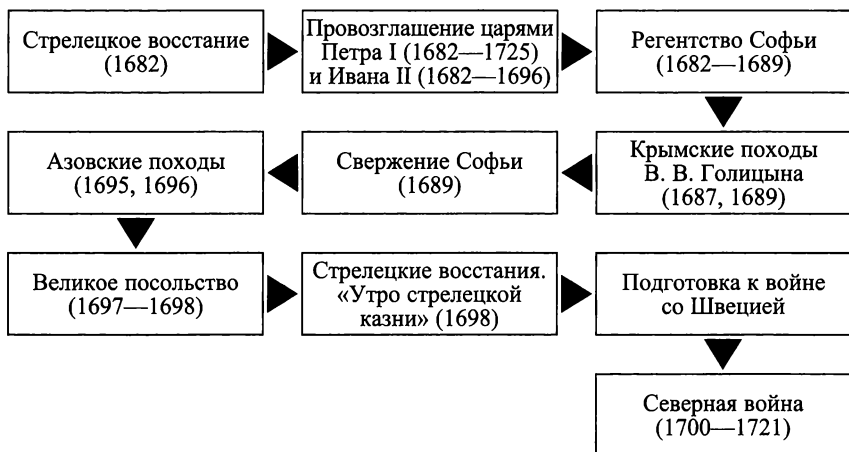 Стрелецкое восстание
(1682)
Провозглашение царями
Петра I (1682—1725)
и Ивана II (1682—1696)
Регентство Софьи
(1682—1689)
Крымские походы
В. В. Голицына
(1687, 1689)
Свержение Софьи
(1689)
Азовские походы
(1695, 1696)
Великое посольство
(1697—1698)
Стрелецкие восстания.
«Утро стрелецкой
казни» (1698)
Подготовка к войне
со Швецией
Северная война
(1700—1721)